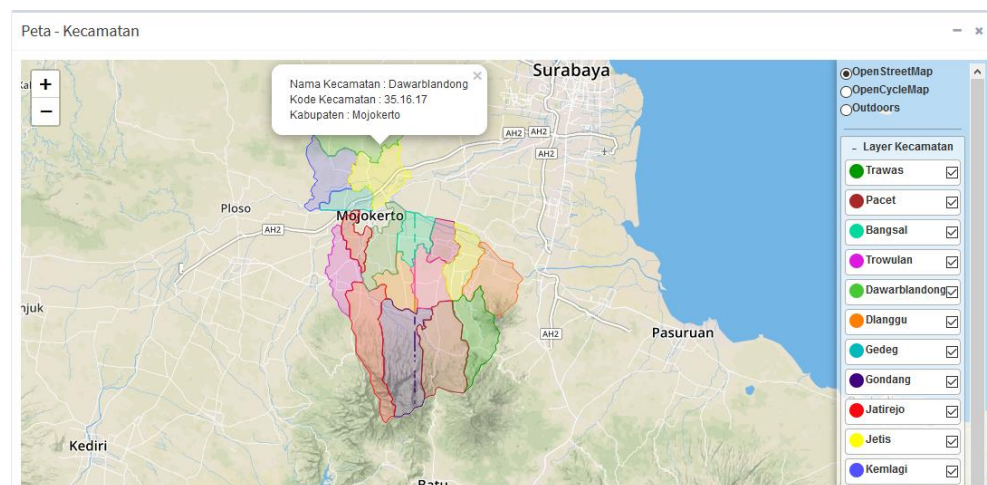 Peta - Kecamatan
+
−
Nama Kecamatan : Dawarblandong
Kode Kecamatan : 35.16.17
Kabupaten : Mojokerto
Surabaya
AH2
AH2
AH2
Ploso
Mojokerto
AH2
njuk
AH2
Pasuruan
Kediri
Batu
OpenStreetMap
OpenCycleMap
Outdoors
- Layer Kecamatan
Trawas
Pacet
Bangsal
Trowulan
Dawarblandong
Dlanggu
Gedeg
Gondang
Jatirejo
Jetis
Kemlagi